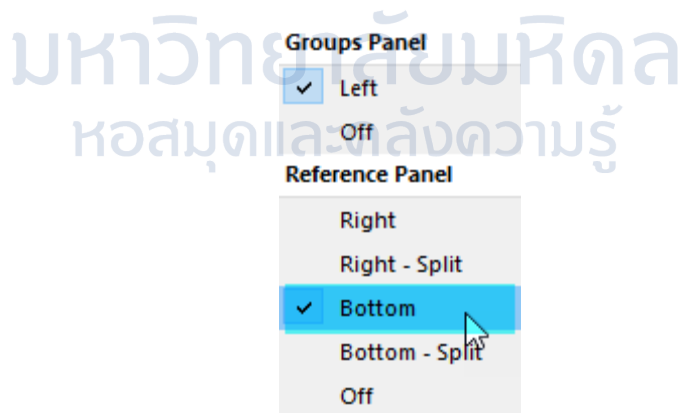 Groups Panel
มหาวิทยาลัยมหิดล
Left
Off
หอสมุดและคลังความรู้
Reference Panel
Right
Right - Split
Bottom
Bottom - Split
Off